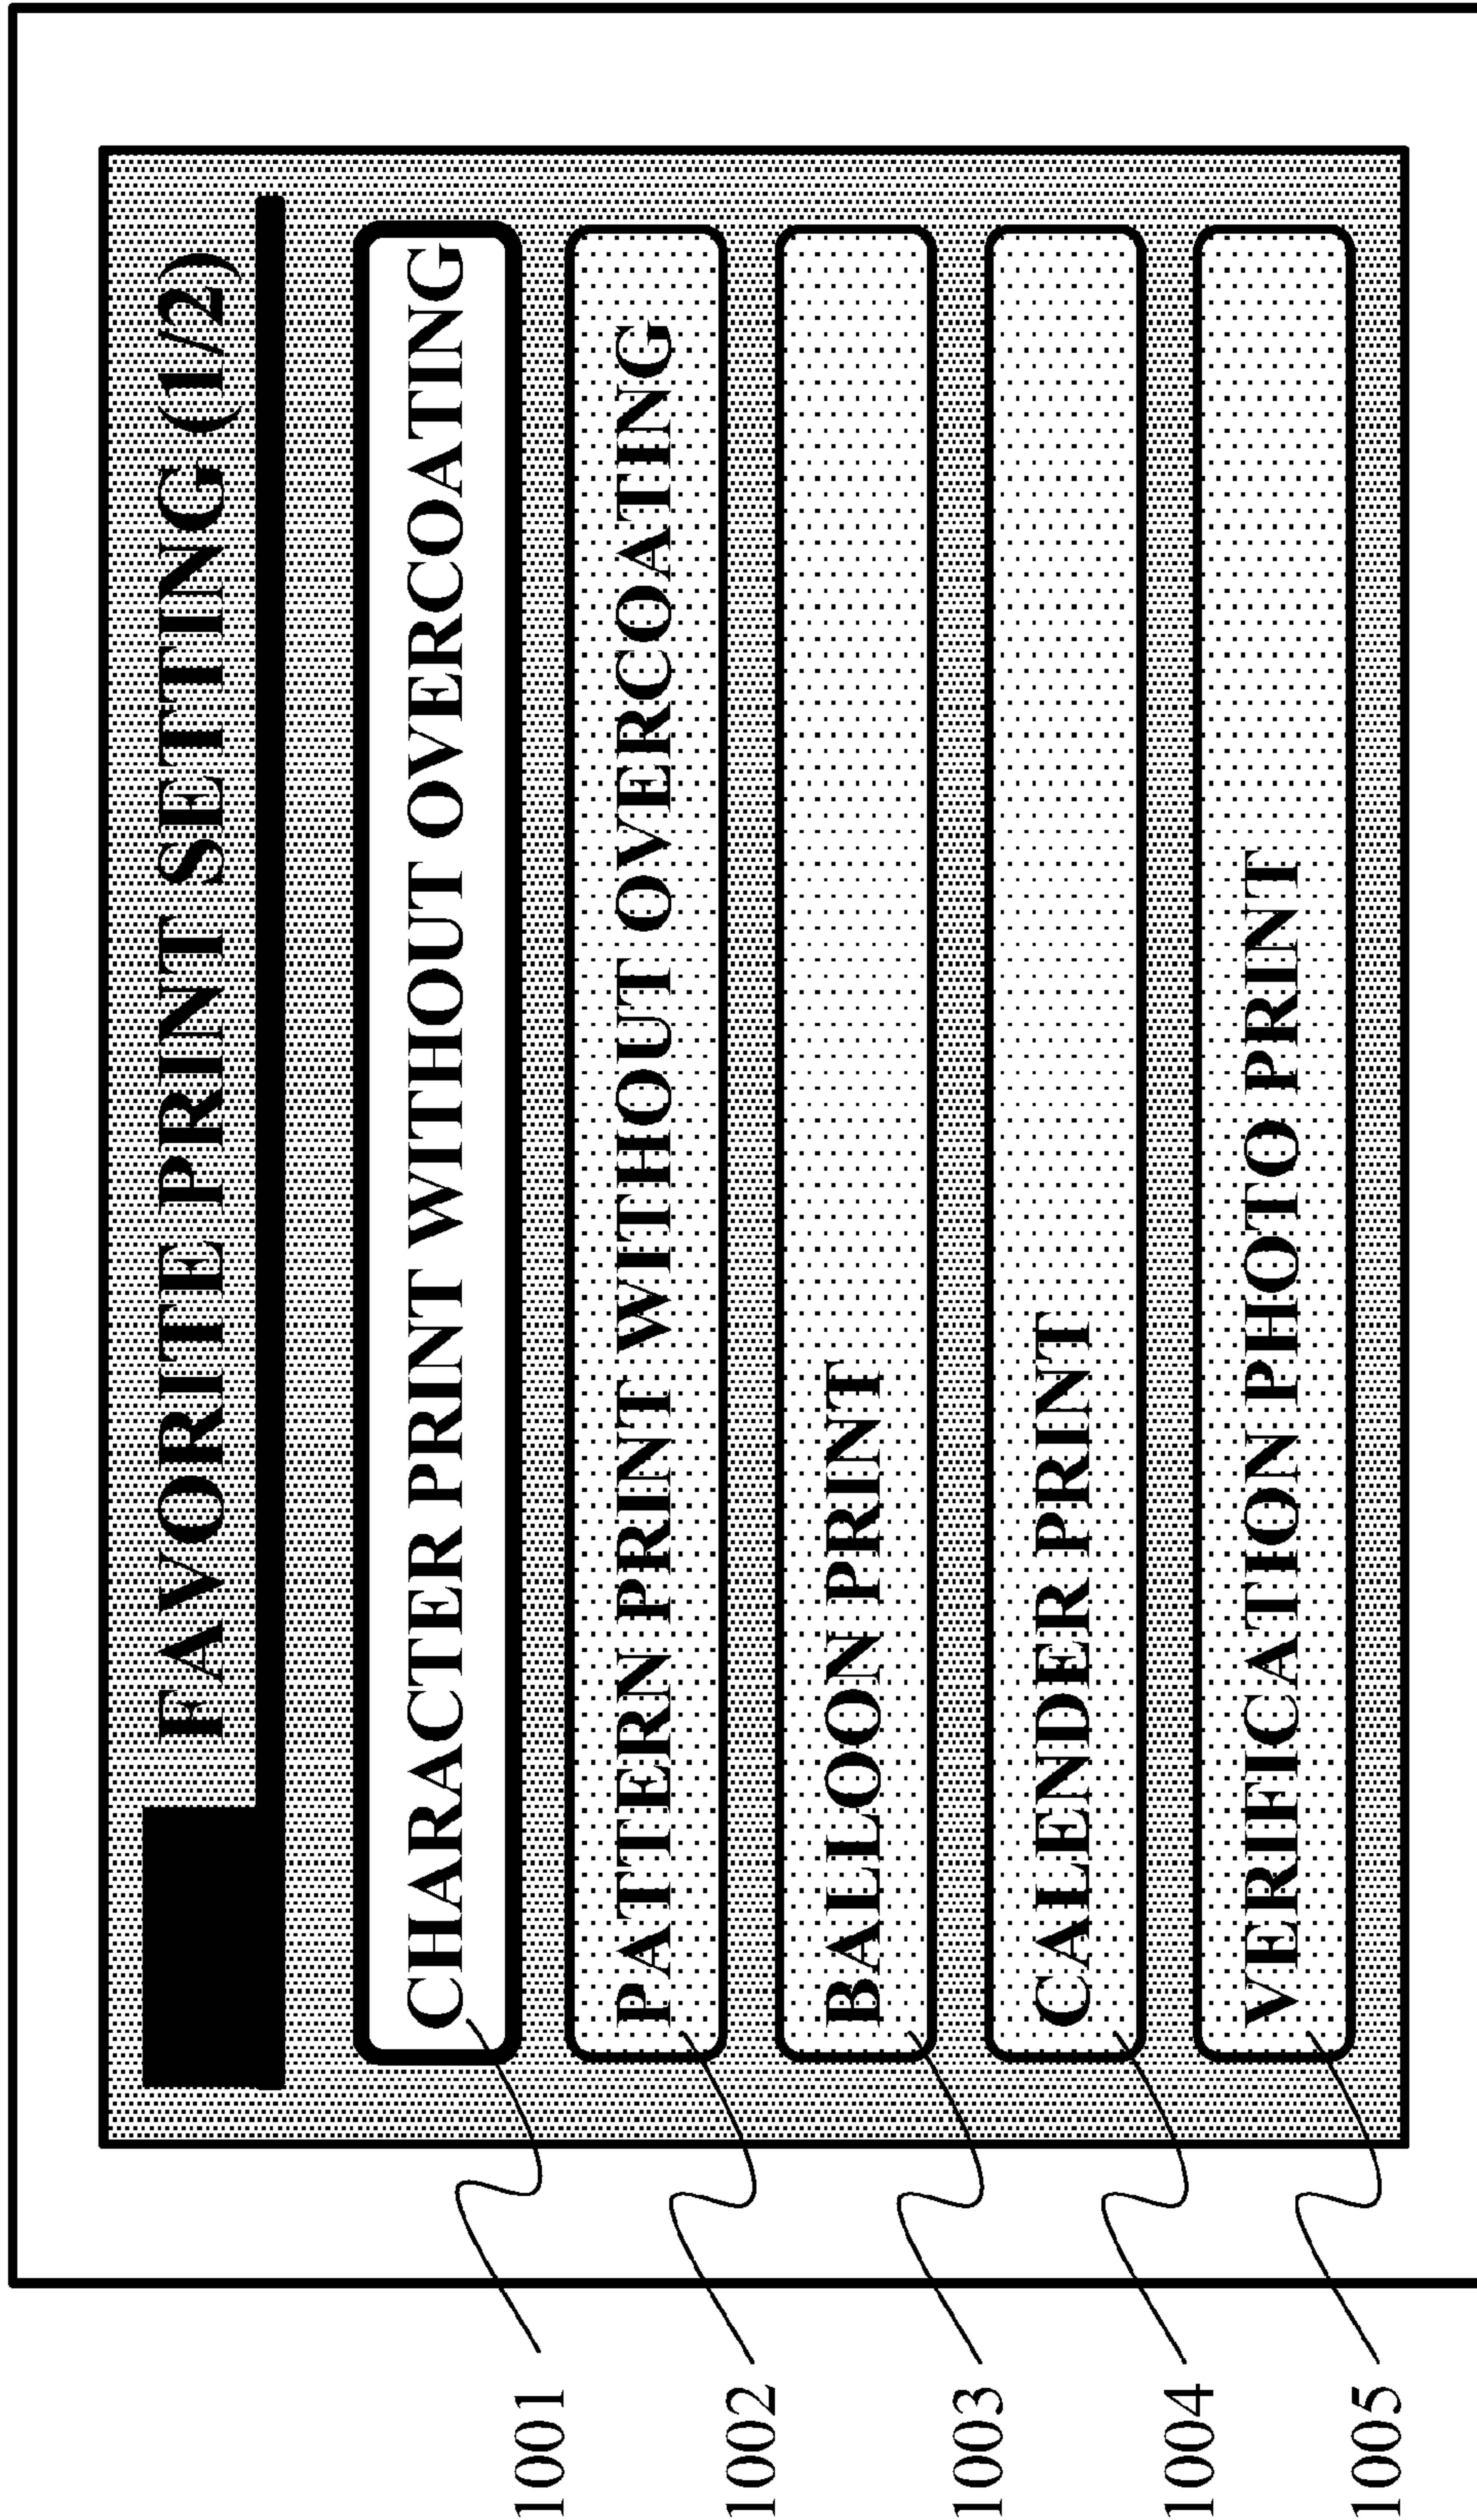 FAVORITE PRINT SETTING (1/2)
1001 CHARACTER PRINT WITHOUT OVERCOATING
1002 PATTERN PRINT WITHOUT OVERCOATING
1003 BALLOON PRINT
1004 CALENDER PRINT
1005 VERIFICATION PHOTO PRINT